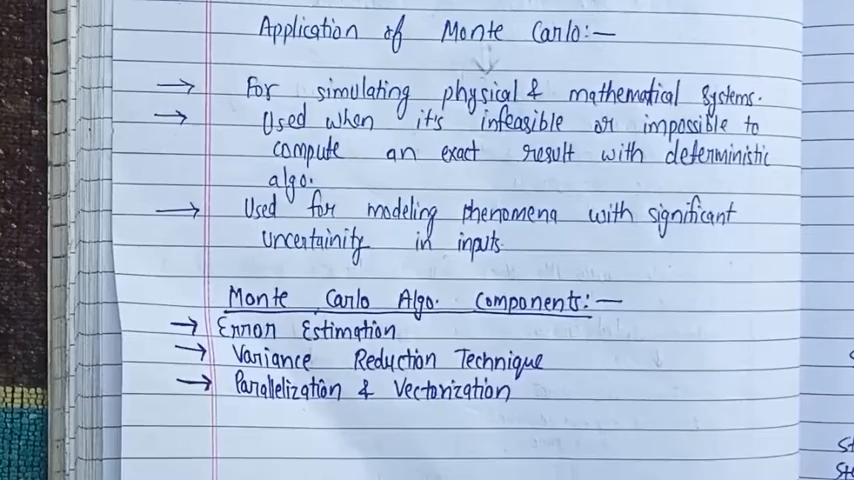 Application of Monte Carlo:—
→ For simulating physical & mathematical systems.
→ Used when it's infeasible or impossible to
compute an exact result with deterministic
algo.
→ Used for modeling phenomena with significant
uncertainity in inputs.
Monte Carlo Algo. Components:—
→ Error Estimation
→ Variance Reduction Technique
→ Parallelization & Vectorization